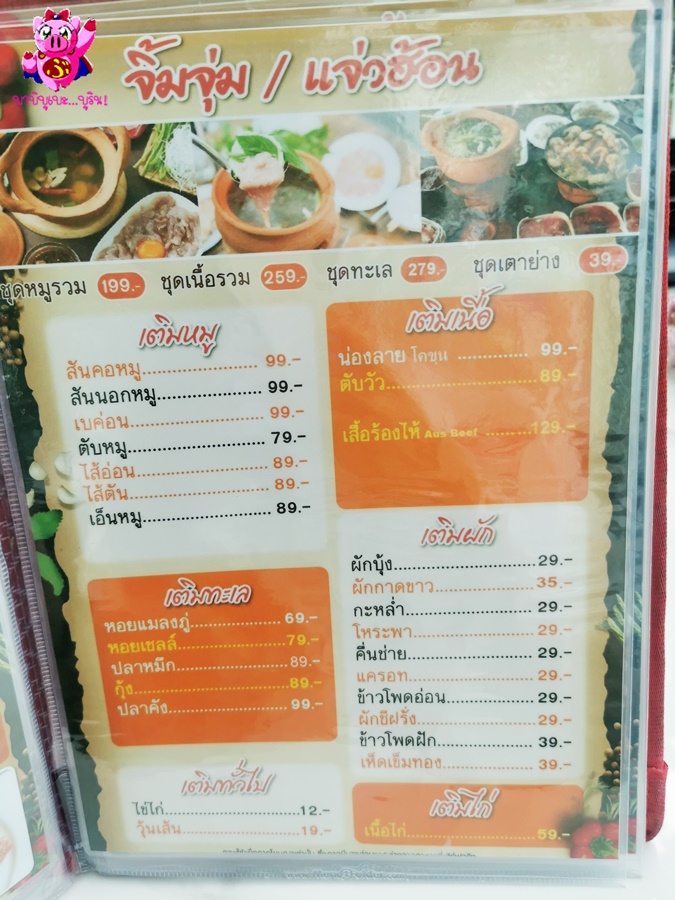 นาบิบูเบะ...บูริน!
จิ้มจุ่ม / แจ่วฮ้อน
ชุดหมูรวม 199.- ชุดเนื้อรวม 259.- ชุดทะเล 279.- ชุดเตาย่าง 39.-
เติมหมู
สันคอหมู...................... 99.-
สันนอกหมู.................... 99.-
เบค่อน......................... 99.-
ตับหมู.......................... 79.-
ไส้อ่อน......................... 89.-
ไส้ตัน........................... 89.-
เอ็นหมู......................... 89.-
เติมทะเล
หอยแมลงภู่.................... 69.-
หอยเชลล์...................... 79.-
ปลาหมึก....................... 89.-
กุ้ง............................... 89.-
ปลาคัง......................... 99.-
เติมทั่วไป
ไข่ไก่............................ 12.-
วุ้นเส้น.......................... 19.-
เติมเนื้อ
น่องลาย โคขุน .............. 99.-
ตับวัว............................ 89.-
เสื้อร้องไห้ Aus Beef .........129.-
เติมผัก
ผักบุ้ง............................ 29.-
ผักกาดขาว..................... 35.-
กะหล่ำ.......................... 29.-
โหระพา......................... 29.-
คื่นช่าย.......................... 29.-
แครอท.......................... 29.-
ข้าวโพดอ่อน................... 29.-
ผักชีฝรั่ง........................ 29.-
ข้าวโพดฝัก..................... 39.-
เห็ดเข็มทอง.................... 39.-
เติมไก่
เนื้อไก่........................... 59.-